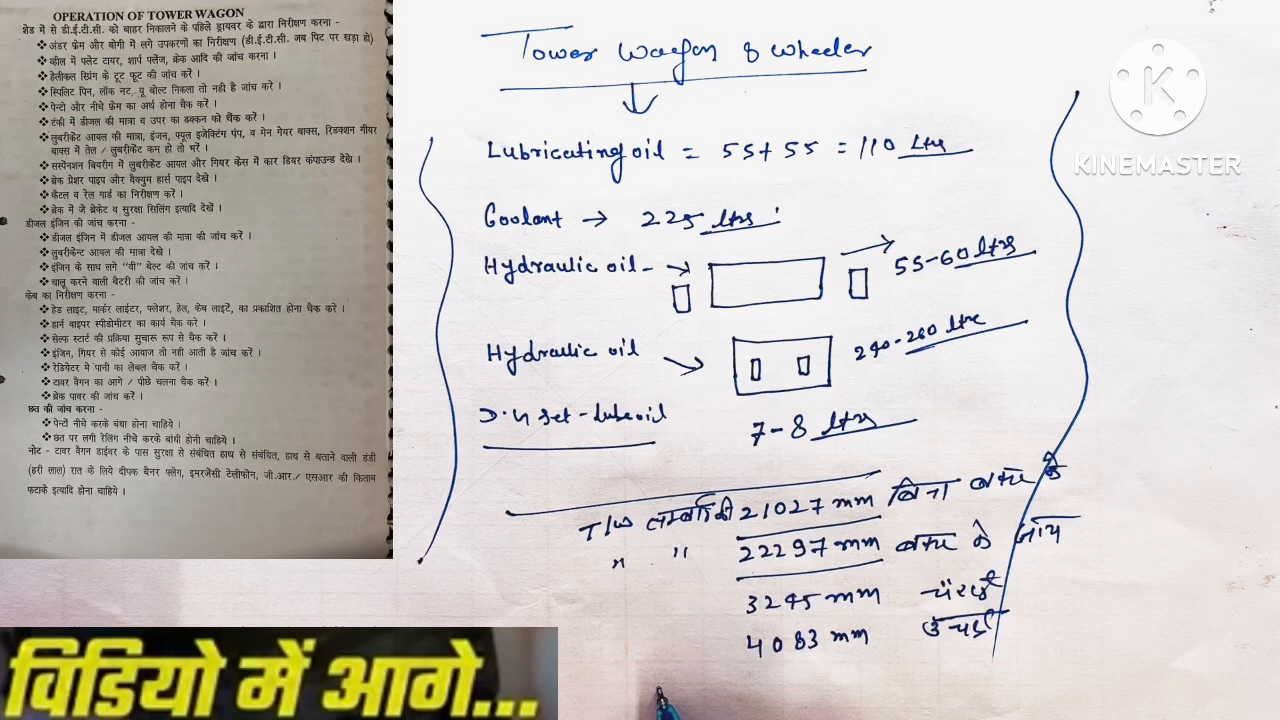 OPERATION OF TOWER WAGON
शेड में से डी.ई.टी.सी. को बाहर निकालने के पहिले ड्रायवर के द्वारा निरीक्षण करना -
❖ अंडर फ्रेम और बोगी में लगे उपकरणों का निरीक्षण (डी.ई.टी.सी. जब पिट पर खड़ा हो)
❖ व्हील में फ्लेट टायर, शार्प फ्लेंज, क्रेक आदि की जांच करना ।
❖ हेलीकल स्प्रिंग के टूट फूट की जांच करें ।
❖ स्पिलिट पिन, लॉक नट, यू बोल्ट निकला तो नही है जांच करे ।
❖ पेन्टो और नीचे फ्रेम का अर्थ होना चैक करें ।
❖ टंकी में डीजल की मात्रा व उपर का ढक्कन को चैक करें ।
❖ लुबरीकेंट आयल की मात्रा, इंजन, फ्यूल इजेक्टिंग पंप, व मेन गेयर बाक्स, रिडक्शन गीयर
बाक्स में तेल / लुबरीकेंट कम हो तो भरें ।
❖ सस्पेनशन बियरींग में लुबरीकेंट आयल और गियर केस में कार डियर कंपाउन्ड देखे ।
❖ ब्रेक प्रेशर पाइप और वैक्युम हार्स पाइप देखे ।
❖ कैटल व रेल गार्ड का निरीक्षण करें ।
❖ ब्रेक में जे ब्रेकेट व सुरक्षा सिलिंग इत्यादि देखें ।
डीजल इंजिन की जांच करना -
❖ डीजल इंजिन में डीजल आयल की मात्रा की जांच करें ।
❖ लुबरीकेन्ट आयल की मात्रा देखे ।
❖ इंजिन के साथ लगे "वी" बेल्ट की जांच करें ।
❖ चालू करने वाली बैटरी की जांच करें ।
केब का निरीक्षण करना -
❖ हेड लाइट, मार्कर लाईटर, फ्लेशर, हेल, केब लाइटें, का प्रकाशित होना चैक करे ।
❖ हार्न वाइपर स्पीडोमीटर का कार्य चैक करे ।
❖ सेल्फ स्टार्ट की प्रक्रिया सुचारू रूप से चैक करें ।
❖ इंजिन, गियर से कोई आवाज तो नही आती है जांच करें ।
❖ रेडियेटर में पानी का लेबल चैक करें ।
❖ टावर वैगन का आगे / पीछे चलना चैक करें ।
❖ ब्रेक पावर की जांच करें ।
छत की जांच करना -
❖ पेन्टों नीचे करके बंधा होना चाहिये ।
❖ छत पर लगी रेलिंग नीचे करके बांधी होनी चाहिये ।
नोट - टावर वैगन ड्राईवर के पास सुरक्षा से संबंधित हाथ से संबंधित, हाथ से बताने वाली डंडी
(हरी लाल) रात के लिये दीपक बैनर फ्लेग, इमरजेंसी टेलीफोन, जी.आर./ एसआर की किताब
फटाके इत्यादि होना चाहिये ।
Tower Wagon 8 wheeler
Lubricating oil = 55+55 = 110 Ltrs
Coolant → 225 ltrs
Hydraulic oil - → 55-60 ltrs
Hydraulic oil → 240-260 ltrs
D.G set - lube oil 7-8 ltrs
T/W लम्बाई की 21027 mm बिना बफर के
" " 22297 mm बफर के साथ
3245 mm चौड़ाई
4083 mm ऊंचाई
K
KINEMASTER
विडियो में आगे...